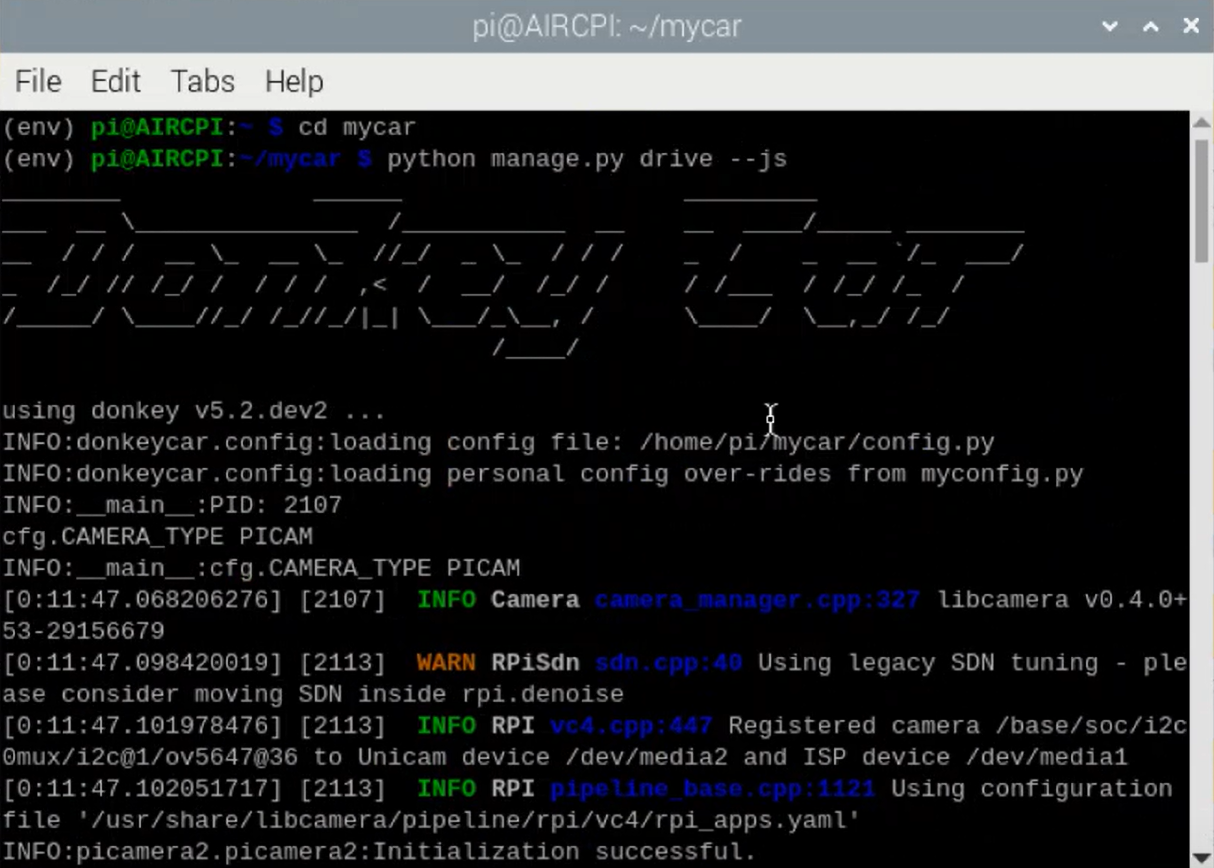 pi@AIRCPI: ~/mycar
File Edit Tabs Help
(env) pi@AIRCPI:~ $ cd mycar
(env) pi@AIRCPI:~/mycar $ python manage.py drive --js
Donkey Car
using donkey v5.2.dev2 ...
INFO:donkeycar.config:loading config file: /home/pi/mycar/config.py
INFO:donkeycar.config:loading personal config over-rides from myconfig.py
INFO:__main__:PID: 2107
cfg.CAMERA_TYPE PICAM
INFO:__main__:cfg.CAMERA_TYPE PICAM
[0:11:47.068206276] [2107]  INFO Camera camera_manager.cpp:327 libcamera v0.4.0+
53-29156679
[0:11:47.098420019] [2113]  WARN RPiSdn sdn.cpp:40 Using legacy SDN tuning - ple
ase consider moving SDN inside rpi.denoise
[0:11:47.101978476] [2113]  INFO RPI vc4.cpp:447 Registered camera /base/soc/i2c
0mux/i2c@1/ov5647@36 to Unicam device /dev/media2 and ISP device /dev/media1
[0:11:47.102051717] [2113]  INFO RPI pipeline_base.cpp:1121 Using configuration
file '/usr/share/libcamera/pipeline/rpi/vc4/rpi_apps.yaml'
INFO:picamera2.picamera2:Initialization successful.